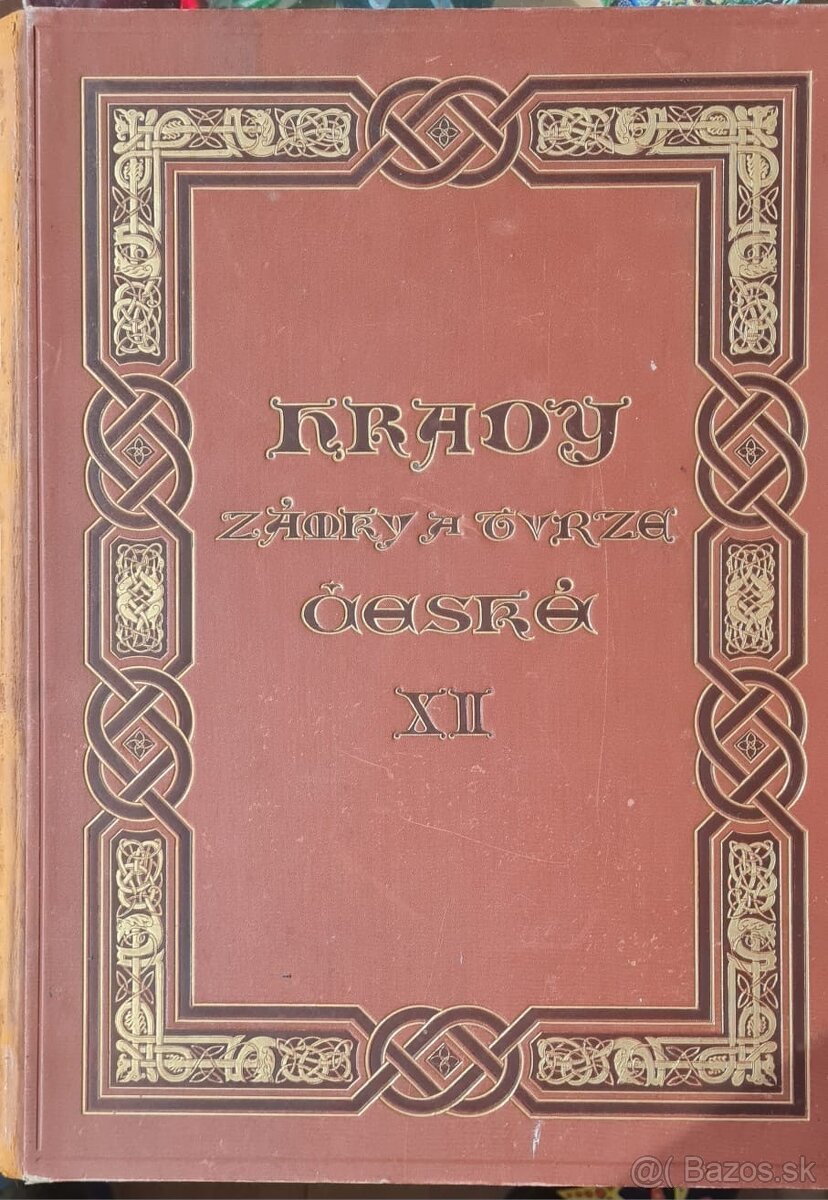 HRADY
ZÁMKY A TVRZE
ČESKÉ
XII
@( Bazos.sk